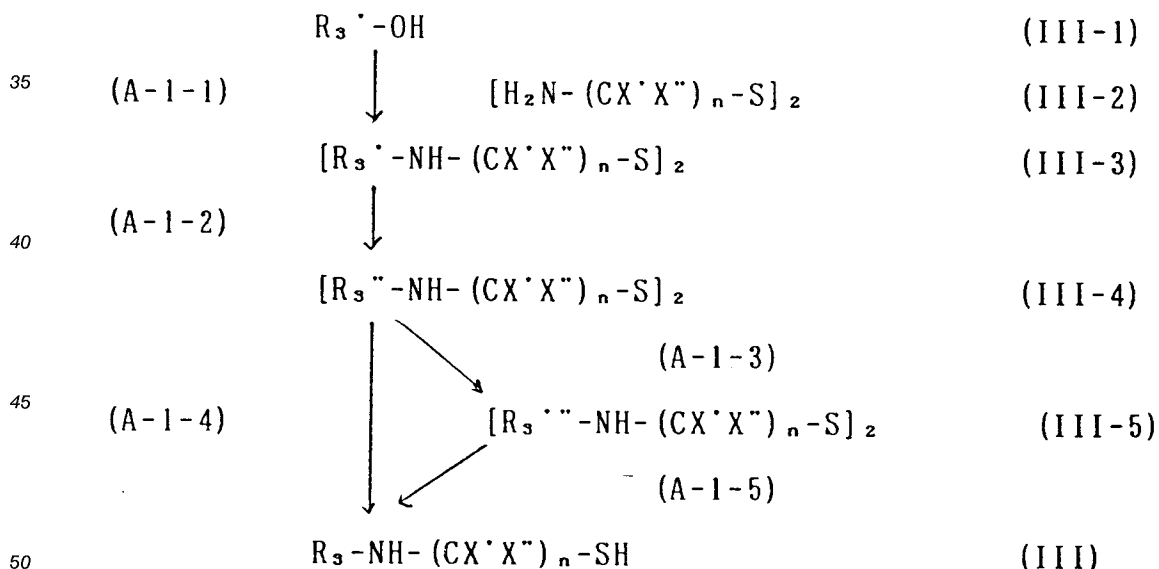 R₃˙-OH (III-1)
35 (A-1-1) [H₂N-(CX˙X¨)ₙ-S]₂ (III-2)
[R₃˙-NH-(CX˙X¨)ₙ-S]₂ (III-3)
(A-1-2)
40
[R₃¨-NH-(CX˙X¨)ₙ-S]₂ (III-4)
(A-1-3)
45 (A-1-4) [R₃˙¨-NH-(CX˙X¨)ₙ-S]₂ (III-5)
(A-1-5)
50 R₃-NH-(CX˙X¨)ₙ-SH (III)